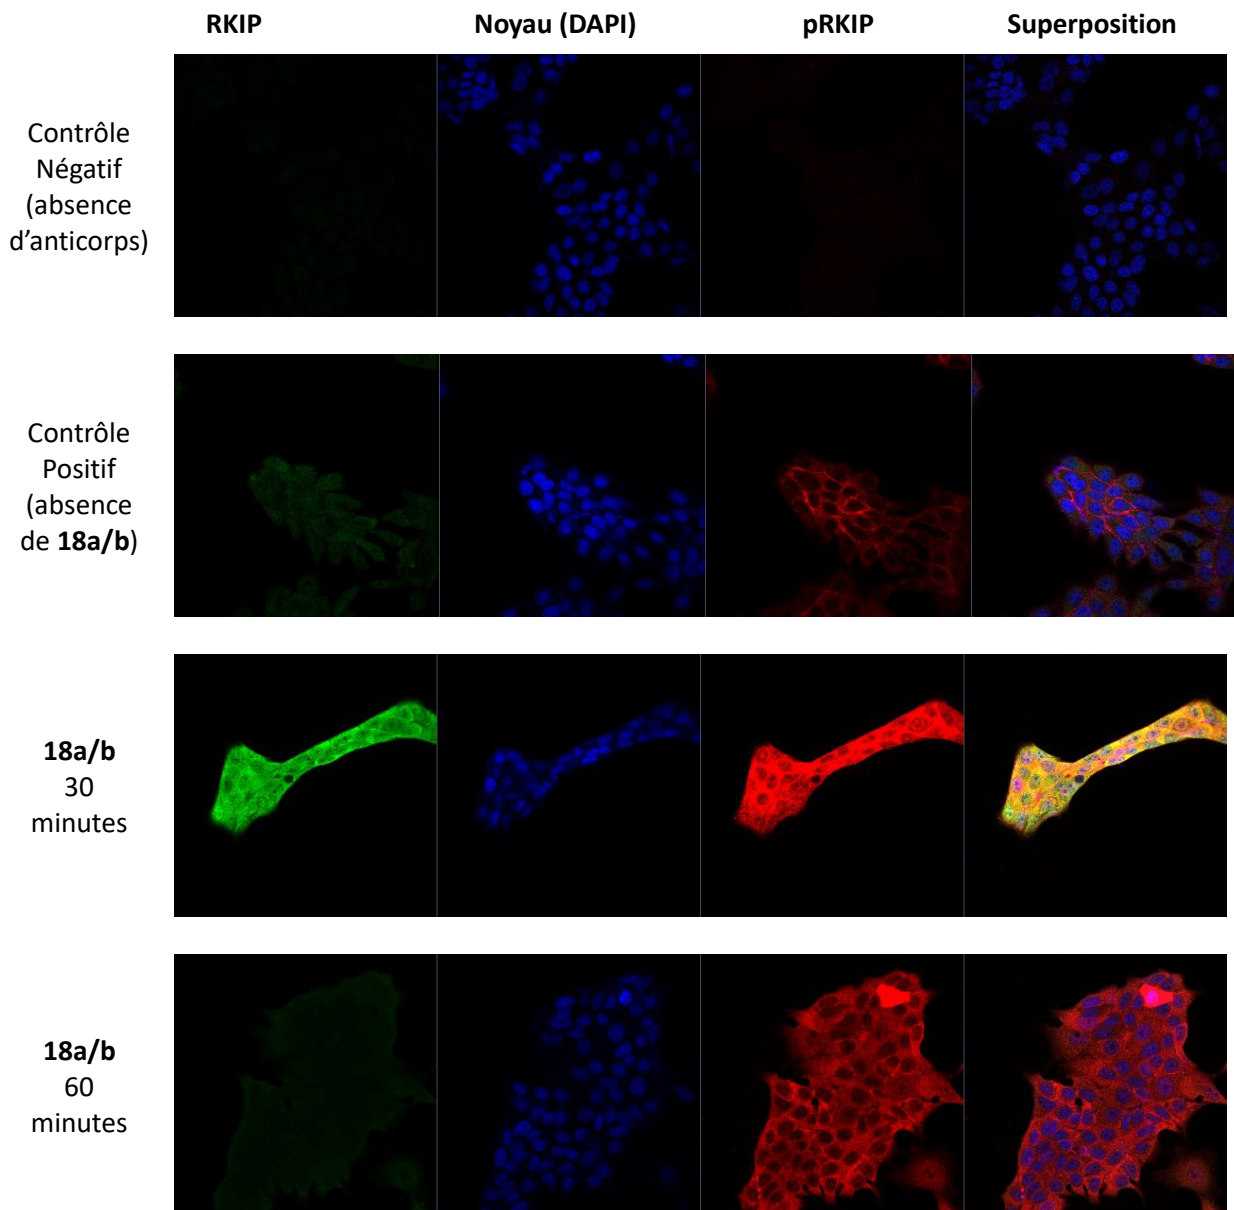 RKIP Noyau (DAPI) pRKIP Superposition
Contrôle
Négatif
(absence
d’anticorps)
Contrôle
Positif
(absence
de 18a/b)
18a/b
30
minutes
18a/b
60
minutes